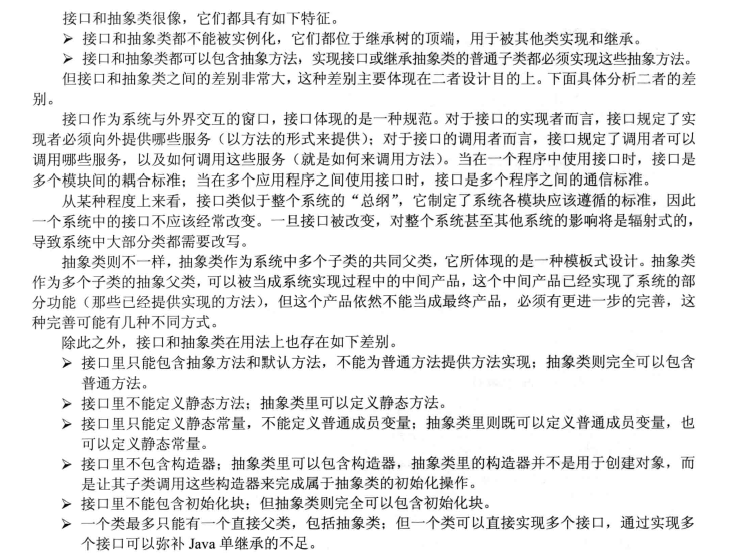 接口和抽象类很像，它们都具有如下特征。
➤ 接口和抽象类都不能被实例化，它们都位于继承树的顶端，用于被其他类实现和继承。
➤ 接口和抽象类都可以包含抽象方法，实现接口或继承抽象类的普通子类都必须实现这些抽象方法。
但接口和抽象类之间的差别非常大，这种差别主要体现在二者设计目的上。下面具体分析二者的差
别。
接口作为系统与外界交互的窗口，接口体现的是一种规范。对于接口的实现者而言，接口规定了实
现者必须向外提供哪些服务（以方法的形式来提供）；对于接口的调用者而言，接口规定了调用者可以
调用哪些服务，以及如何调用这些服务（就是如何来调用方法）。当在一个程序中使用接口时，接口是
多个模块间的耦合标准；当在多个应用程序之间使用接口时，接口是多个程序之间的通信标准。
从某种程度上来看，接口类似于整个系统的“总纲”，它制定了系统各模块应该遵循的标准，因此
一个系统中的接口不应该经常改变。一旦接口被改变，对整个系统甚至其他系统的影响将是辐射式的，
导致系统中大部分类都需要改写。
抽象类则不一样，抽象类作为系统中多个子类的共同父类，它所体现的是一种模板式设计。抽象类
作为多个子类的抽象父类，可以被当成系统实现过程中的中间产品，这个中间产品已经实现了系统的部
分功能（那些已经提供实现的方法），但这个产品依然不能当成最终产品，必须有更进一步的完善，这
种完善可能有几种不同方式。
除此之外，接口和抽象类在用法上也存在如下差别。
➤ 接口里只能包含抽象方法和默认方法，不能为普通方法提供方法实现；抽象类则完全可以包含
普通方法。
➤ 接口里不能定义静态方法；抽象类里可以定义静态方法。
➤ 接口里只能定义静态常量，不能定义普通成员变量；抽象类里则既可以定义普通成员变量，也
可以定义静态常量。
➤ 接口里不包含构造器；抽象类里可以包含构造器，抽象类里的构造器并不是用于创建对象，而
是让其子类调用这些构造器来完成属于抽象类的初始化操作。
➤ 接口里不能包含初始化块；但抽象类则完全可以包含初始化块。
➤ 一个类最多只能有一个直接父类，包括抽象类；但一个类可以直接实现多个接口，通过实现多
个接口可以弥补 Java 单继承的不足。